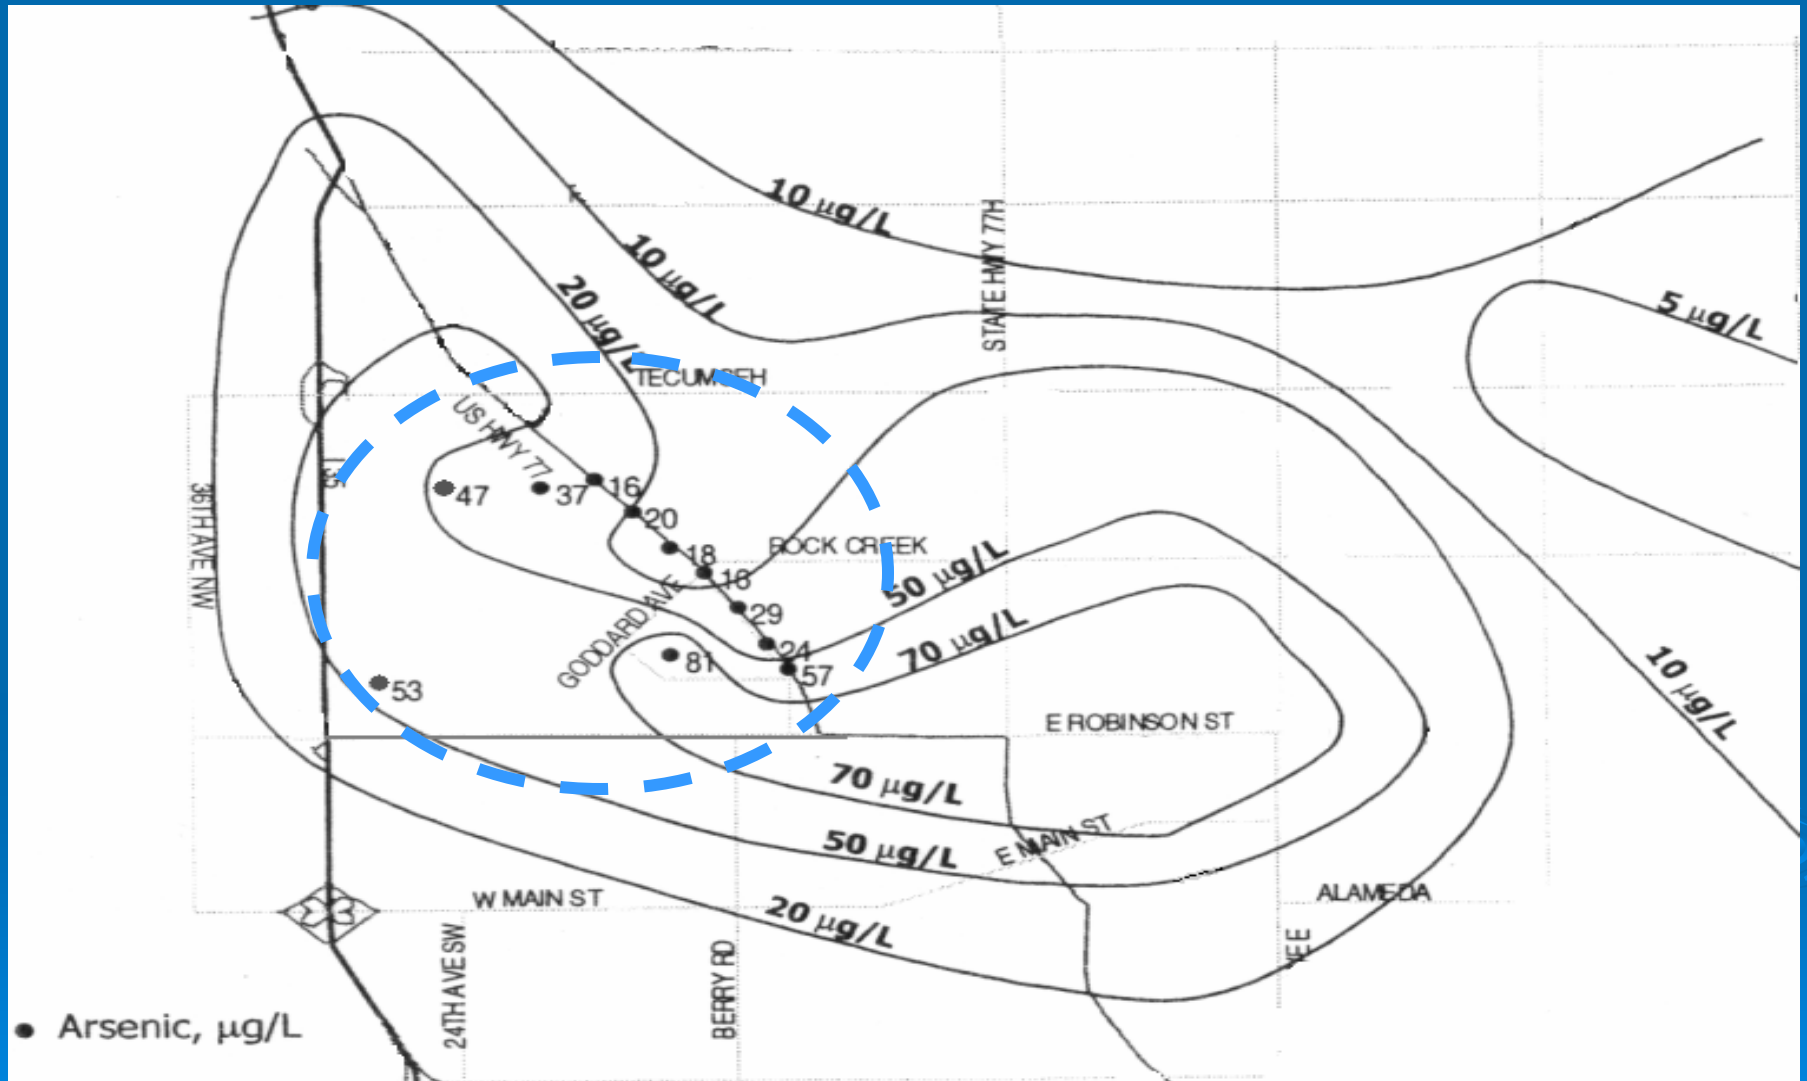 10 µg/L
STATE HWY 77H
10 µg/L
20 µg/L
5 µg/L
TECUMSEH
US HWY 77
I35
36TH AVE NW
47
37
16
20
18
ROCK CREEK
16
50 µg/L
GODDARD AVE
29
70 µg/L
24
81
57
53
10 µg/L
E ROBINSON ST
70 µg/L
50 µg/L
E MAIN ST
W MAIN ST
20 µg/L
ALAMEDA
24TH AVE SW
BERRY RD
Arsenic, µg/L